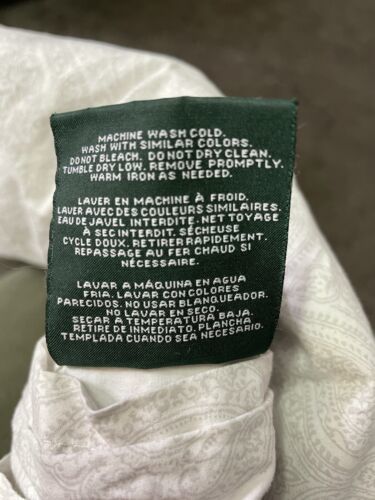 MACHINE WASH COLD.
WASH WITH SIMILAR COLORS.
DO NOT BLEACH. DO NOT DRY CLEAN.
TUMBLE DRY LOW. REMOVE PROMPTLY.
WARM IRON AS NEEDED.
LAVER EN MACHINE À FROID.
LAVER AVEC DES COULEURS SIMILAIRES.
EAU DE JAVEL INTERDITE. NETTOYAGE
À SEC INTERDIT. SÉCHEUSE
CYCLE DOUX. RETIRER RAPIDEMENT.
REPASSAGE AU FER CHAUD SI
NÉCESSAIRE.
LAVAR A MÁQUINA EN AGUA
FRIA. LAVAR CON COLORES
PARECIDOS. NO USAR BLANQUEADOR.
NO LAVAR EN SECO.
SECAR A TEMPERATURA BAJA.
RETIRE DE INMEDIATO. PLANCHA
TEMPLADA CUANDO SEA NECESARIO.